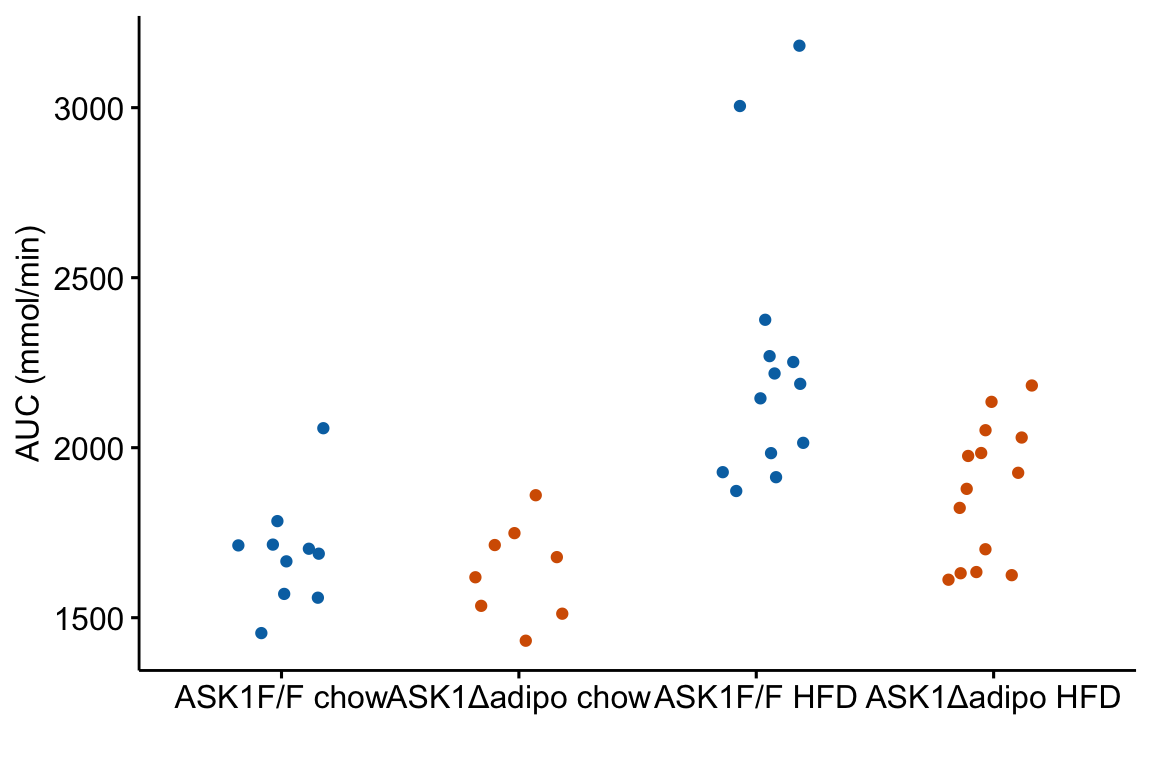 3000
2500
2000
1500
AUC (mmol/min)
ASK1F/F chow
ASK1Δadipo chow
ASK1F/F HFD
ASK1Δadipo HFD